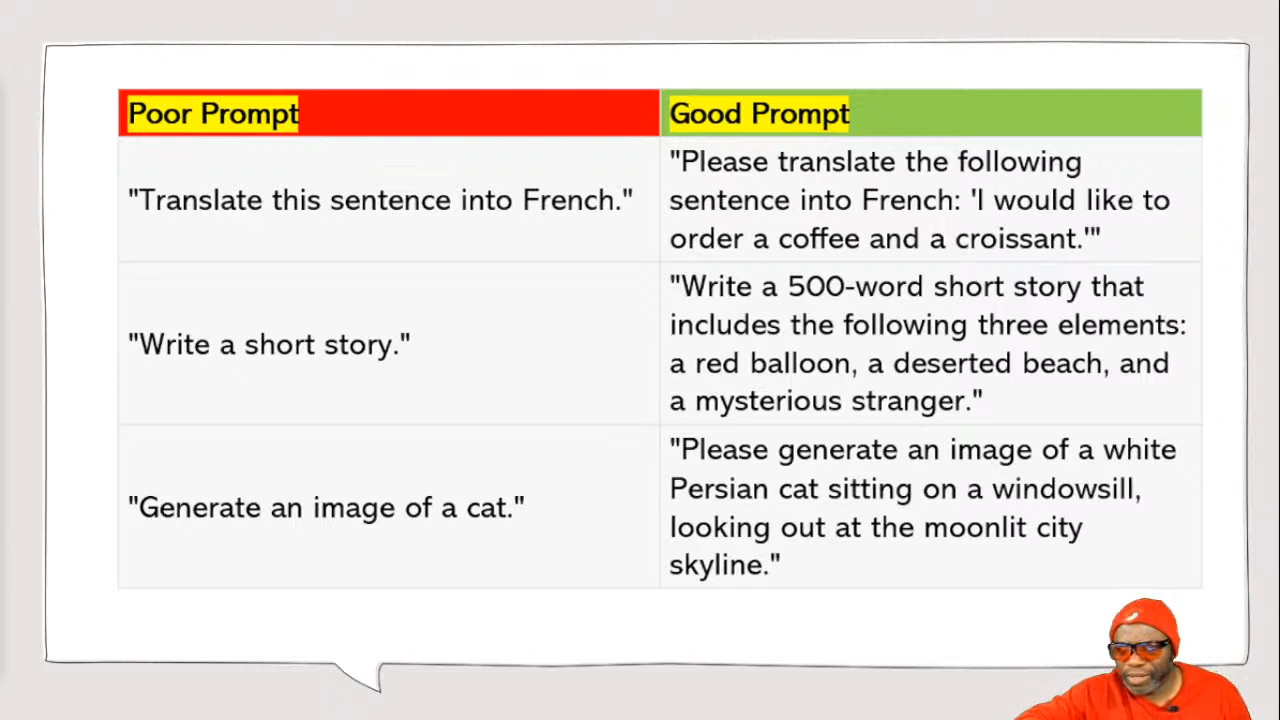 Poor Prompt
Good Prompt
"Translate this sentence into French."
"Please translate the following
sentence into French: 'I would like to
order a coffee and a croissant.'"
"Write a short story."
"Write a 500-word short story that
includes the following three elements:
a red balloon, a deserted beach, and
a mysterious stranger."
"Generate an image of a cat."
"Please generate an image of a white
Persian cat sitting on a windowsill,
looking out at the moonlit city
skyline."